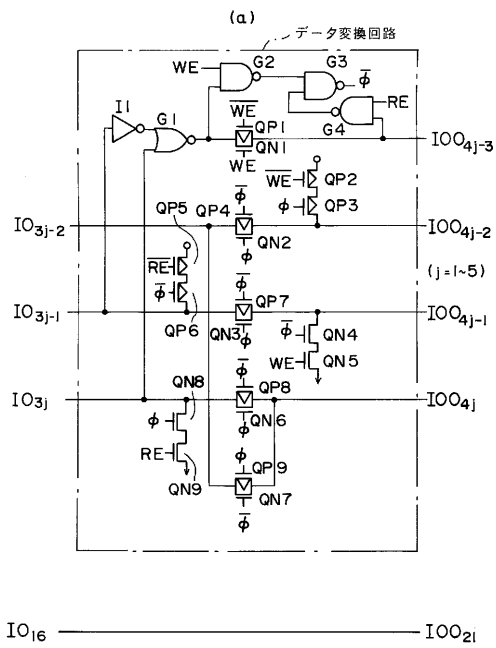 (a)
データ変換回路
G2
G3
WE
φ̅
I1
G1
W̅E̅
RE
G4
QP1
QN1
IOO4j-3
WE
W̅E̅
QP2
φ̅
φ
QP3
QP5
QP4
IO3j-2
IOO4j-2
QN2
φ
R̅E̅
φ̅
(j=1~5)
φ̅
QP7
IO3j-1
IOO4j-1
QP6
QN3
φ
φ̅
QN4
WE
QN5
φ̅
QN8
QP8
IO3j
IOO4j
φ
QN6
φ
φ
RE
QP9
QN9
QN7
φ̅
IO16
IOO21